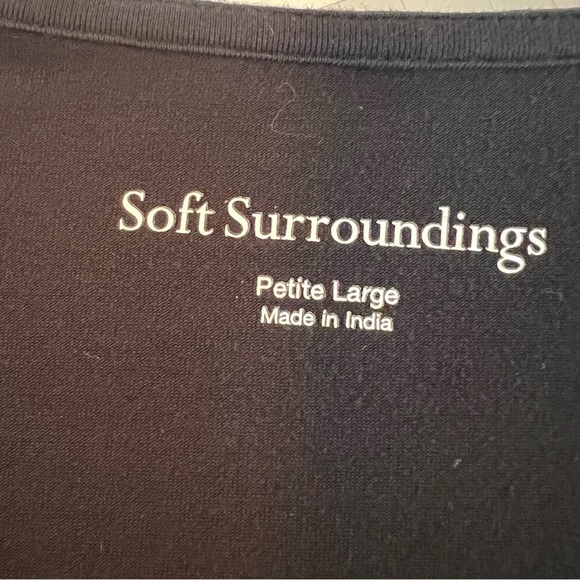 Soft Surroundings
Petite Large
Made in India